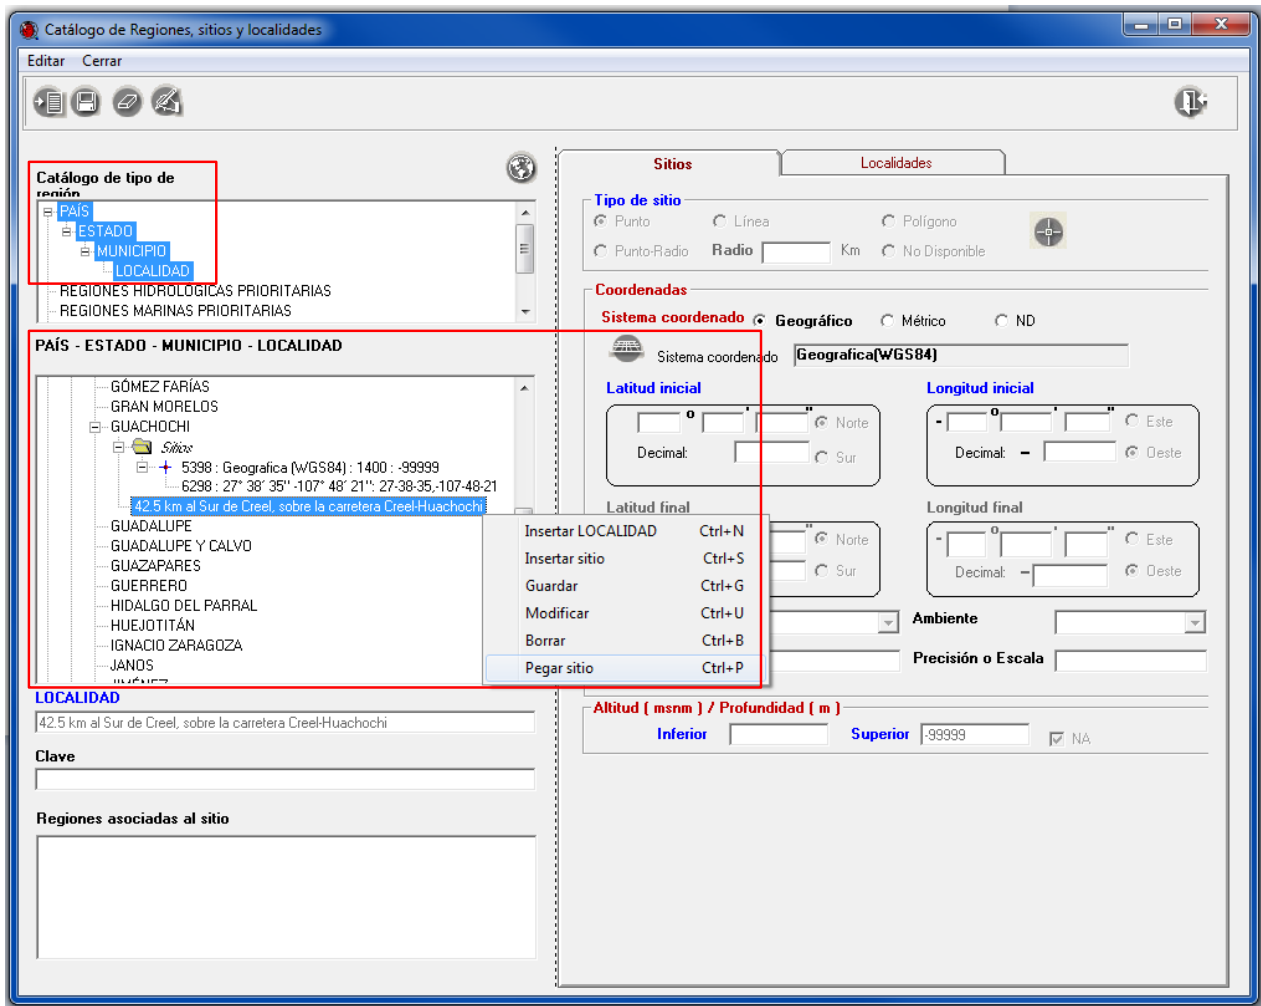 Catálogo de Regiones, sitios y localidades
Editar Cerrar
Catálogo de tipo de
región
PAÍS
ESTADO
MUNICIPIO
LOCALIDAD
REGIONES HIDROLÓGICAS PRIORITARIAS
REGIONES MARINAS PRIORITARIAS
PAÍS - ESTADO - MUNICIPIO - LOCALIDAD
GÓMEZ FARÍAS
GRAN MORELOS
GUACHOCHI
Sitios
5398 : Geografica (WGS84) : 1400 : -99999
6298 : 27° 38' 35'' -107° 48' 21'': 27-38-35,-107-48-21
42.5 km al Sur de Creel, sobre la carretera Creel-Huachochi
GUADALUPE
GUADALUPE Y CALVO
GUAZAPARES
GUERRERO
HIDALGO DEL PARRAL
HUEJOTITÁN
IGNACIO ZARAGOZA
JANOS
JIMÉNEZ
Insertar LOCALIDAD Ctrl+N
Insertar sitio Ctrl+S
Guardar Ctrl+G
Modificar Ctrl+U
Borrar Ctrl+B
Pegar sitio Ctrl+P
LOCALIDAD
42.5 km al Sur de Creel, sobre la carretera Creel-Huachochi
Clave
Regiones asociadas al sitio
Sitios Localidades
Tipo de sitio
Punto Línea Polígono
Punto-Radio Radio Km No Disponible
Coordenadas
Sistema coordenado Geográfico Métrico ND
Sistema coordenado Geografica(WGS84)
Latitud inicial Longitud inicial
° ' " Norte - ° ' " Este
Decimal: Sur Decimal: - Oeste
Latitud final Longitud final
" Norte - ° ' " Este
Sur Decimal: - Oeste
Ambiente
Precisión o Escala
Altitud ( msnm ) / Profundidad ( m )
Inferior Superior -99999 NA